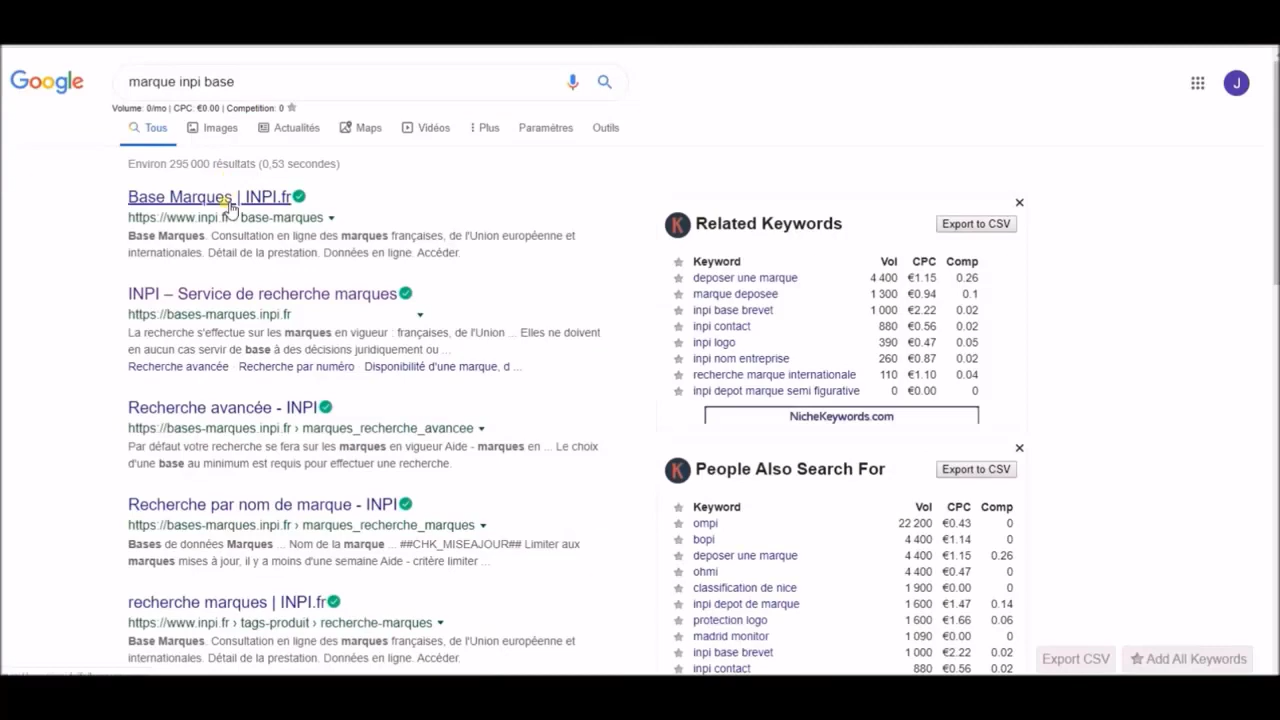 Google
marque inpi base
J
Volume: 0/mo | CPC: €0.00 | Competition: 0
Tous
Images
Actualités
Maps
Vidéos
Plus
Paramètres
Outils
Environ 295 000 résultats (0,53 secondes)
Base Marques | INPI.fr
https://www.inpi.fr base-marques
Base Marques. Consultation en ligne des marques françaises, de l'Union européenne et
internationales. Détail de la prestation. Données en ligne. Accéder.
INPI – Service de recherche marques
https://bases-marques.inpi.fr
La recherche s'effectue sur les marques en vigueur : françaises, de l'Union ... Elles ne doivent
en aucun cas servir de base à des décisions juridiquement ou ...
Recherche avancée · Recherche par numéro · Disponibilité d'une marque, d ...
Recherche avancée - INPI
https://bases-marques.inpi.fr › marques_recherche_avancee
Par défaut votre recherche se fera sur les marques en vigueur Aide - marques en ... Le choix
d'une base au minimum est requis pour effectuer une recherche.
Recherche par nom de marque - INPI
https://bases-marques.inpi.fr › marques_recherche_marques
Bases de données Marques ... Nom de la marque ... ##CHK_MISEAJOUR## Limiter aux
marques mises à jour, il y a moins d'une semaine Aide - critère limiter ...
recherche marques | INPI.fr
https://www.inpi.fr › tags-produit › recherche-marques
Base Marques. Consultation en ligne des marques françaises, de l'Union européenne et
internationales. Détail de la prestation. Données en ligne. Accéder.
K Related Keywords Export to CSV
Keyword Vol CPC Comp
deposer une marque 4 400 €1.15 0.26
marque deposee 1 300 €0.94 0.1
inpi base brevet 1 000 €2.22 0.02
inpi contact 880 €0.56 0.02
inpi logo 390 €0.47 0.05
inpi nom entreprise 260 €0.87 0.02
recherche marque internationale 110 €1.10 0.04
inpi depot marque semi figurative 0 €0.00 0
NicheKeywords.com
K People Also Search For Export to CSV
Keyword Vol CPC Comp
ompi 22 200 €0.43 0
bopi 4 400 €1.14 0
deposer une marque 4 400 €1.15 0.26
ohmi 4 400 €0.47 0
classification de nice 1 900 €0.00 0
inpi depot de marque 1 600 €1.47 0.14
protection logo 1 600 €1.66 0.06
madrid monitor 1 090 €0.00 0
inpi base brevet 1 000 €2.22 0.02
inpi contact 880 €0.56 0.02
Export CSV
Add All Keywords